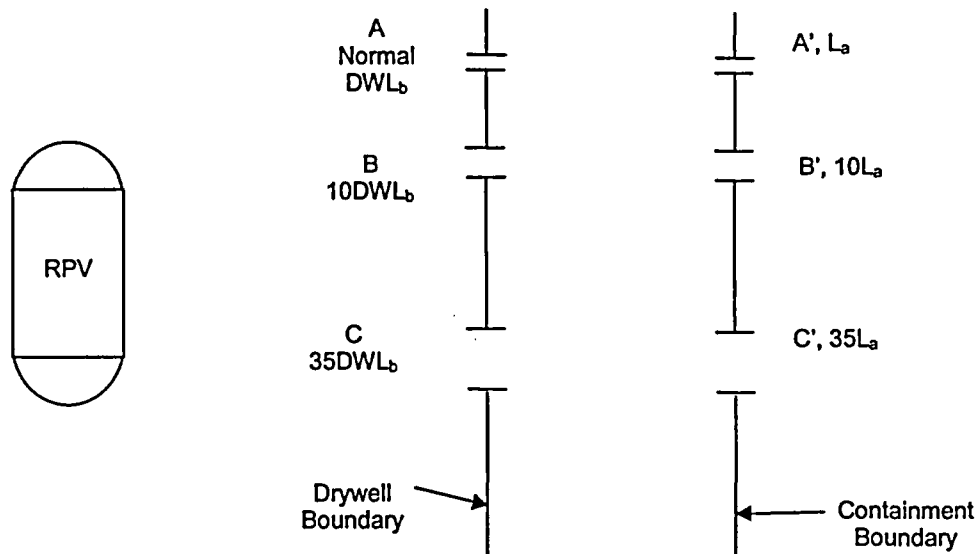 A
Normal
DWLb
A', La
B
10DWLb
B', 10La
RPV
C
35DWLb
C', 35La
Drywell
Boundary
Containment
Boundary